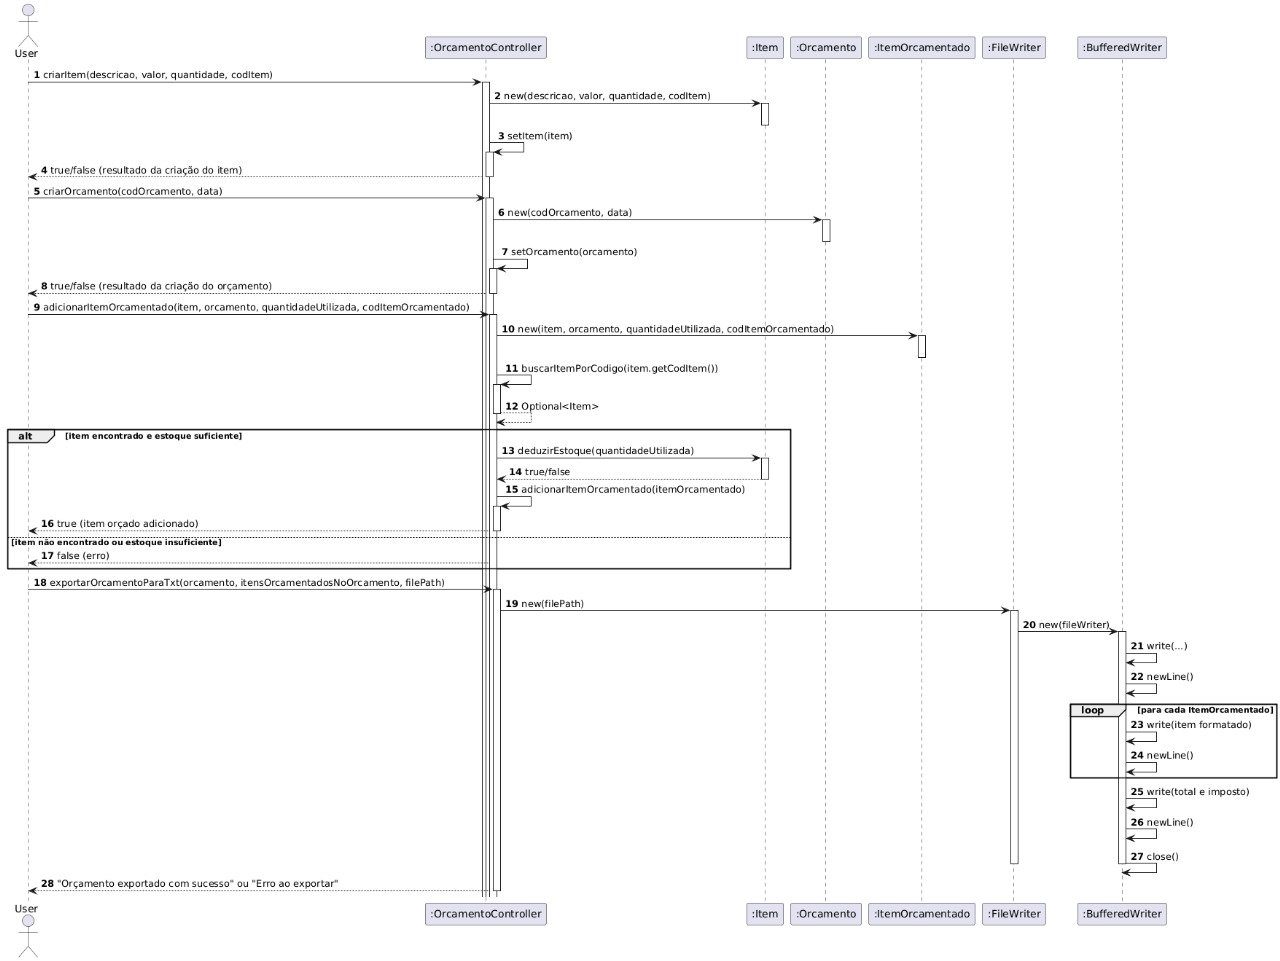 User
:OrcamentoController
:Item
:Orcamento
:ItemOrcamentado
:FileWriter
:BufferedWriter
1 criarItem(descricao, valor, quantidade, codItem)
2 new(descricao, valor, quantidade, codItem)
3 setItem(item)
4 true/false (resultado da criação do item)
5 criarOrcamento(codOrcamento, data)
6 new(codOrcamento, data)
7 setOrcamento(orcamento)
8 true/false (resultado da criação do orçamento)
9 adicionarItemOrcamentado(item, orcamento, quantidadeUtilizada, codItemOrcamentado)
10 new(item, orcamento, quantidadeUtilizada, codItemOrcamentado)
11 buscarItemPorCodigo(item.getCodItem())
12 Optional<Item>
alt [item encontrado e estoque suficiente]
13 deduzirEstoque(quantidadeUtilizada)
14 true/false
15 adicionarItemOrcamentado(itemOrcamentado)
16 true (item orçado adicionado)
[item não encontrado ou estoque insuficiente]
17 false (erro)
18 exportarOrcamentoParaTxt(orcamento, itensOrcamentadosNoOrcamento, filePath)
19 new(filePath)
20 new(fileWriter)
21 write(...)
22 newLine()
loop [para cada ItemOrcamentado]
23 write(item formatado)
24 newLine()
25 write(total e imposto)
26 newLine()
27 close()
28 "Orçamento exportado com sucesso" ou "Erro ao exportar"
User
:OrcamentoController
:Item
:Orcamento
:ItemOrcamentado
:FileWriter
:BufferedWriter